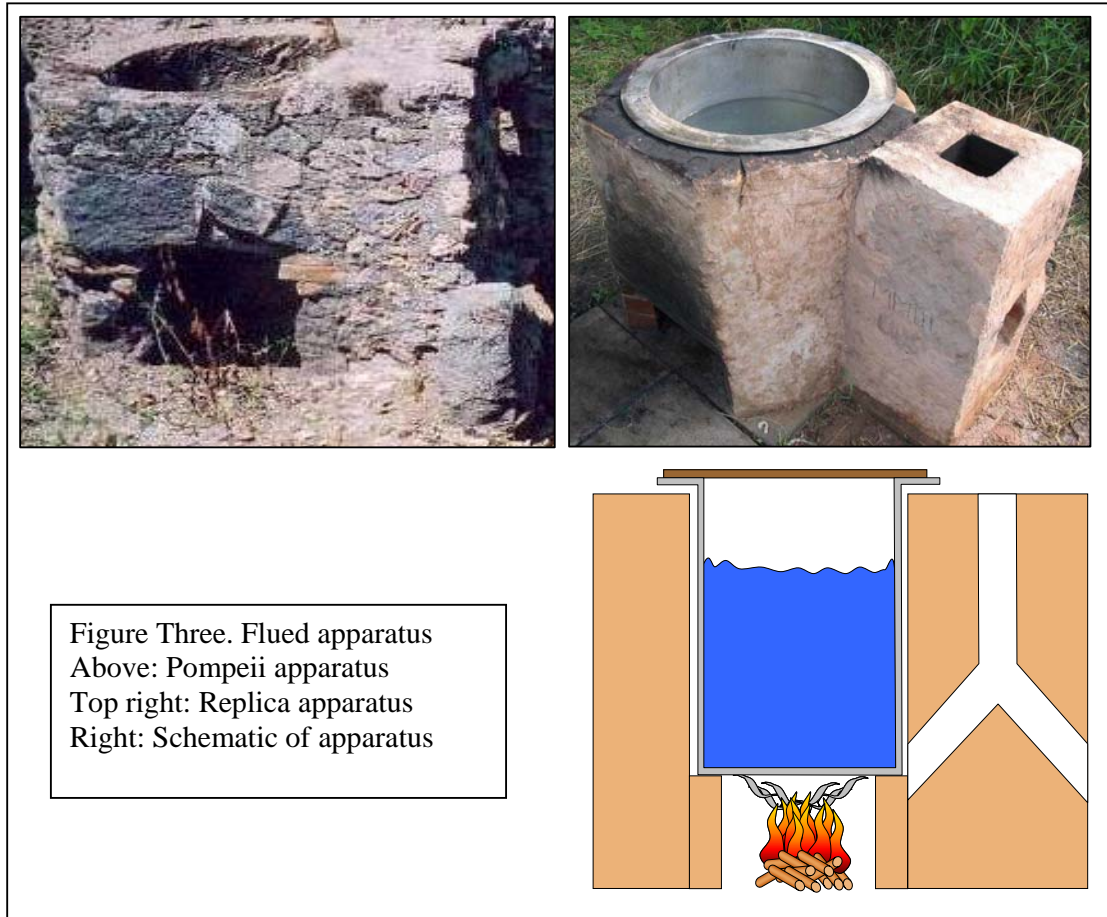 Figure Three. Flued apparatus
Above: Pompeii apparatus
Top right: Replica apparatus
Right: Schematic of apparatus